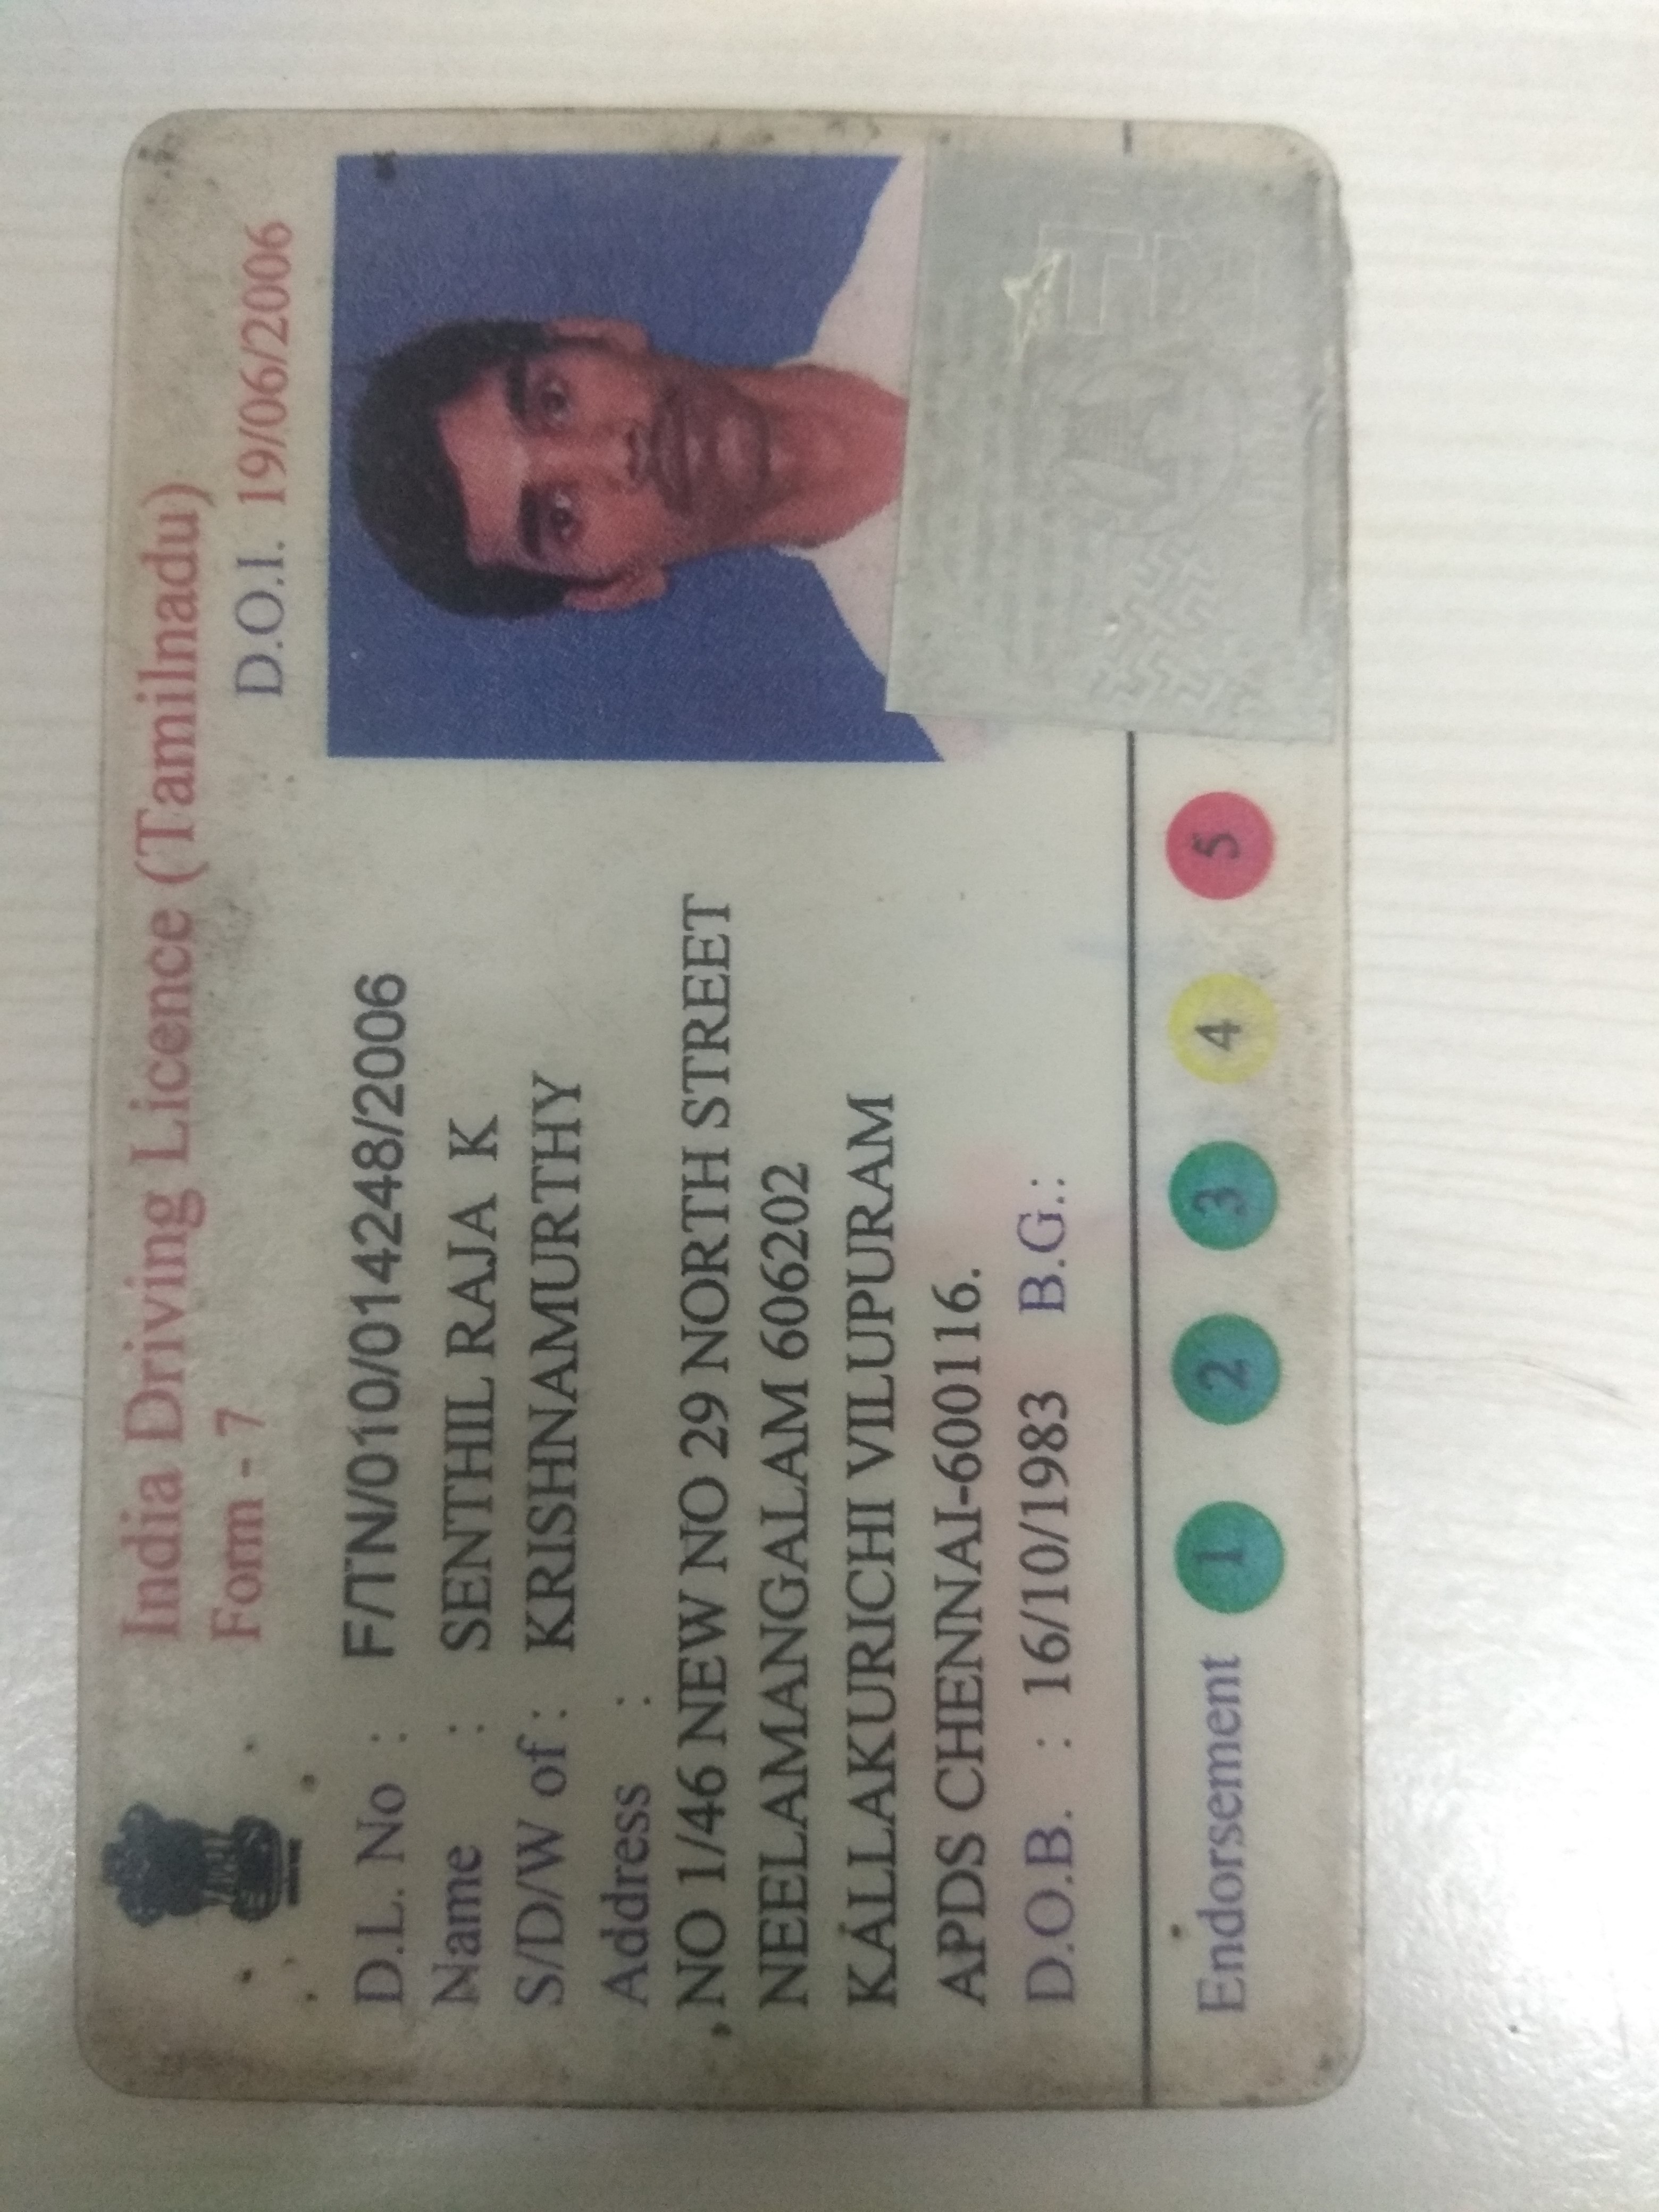 India Driving Licence (Tamilnadu)
Form - 7
D.O.I. 19/06/2006
D.L. No : F/TN/010/014248/2006
Name : SENTHIL RAJA K
S/D/W of : KRISHNAMURTHY
Address :
NO 1/46 NEW NO 29 NORTH STREET
NEELAMANGALAM 606202
KALLAKURICHI VILUPURAM
APDS CHENNAI-600116.
D.O.B. : 16/10/1983 B.G.:
Endorsement 1 2 3 4 5